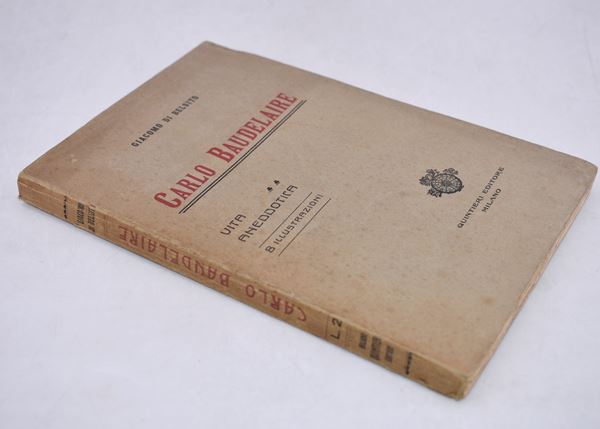 GIACOMO DI BELSITO
CARLO BAUDELAIRE
VITA
ANEDDOTICA
8 ILLUSTRAZIONI
QUINTIERI EDITORE
MILANO
CARLO BAUDELAIRE
L. 2